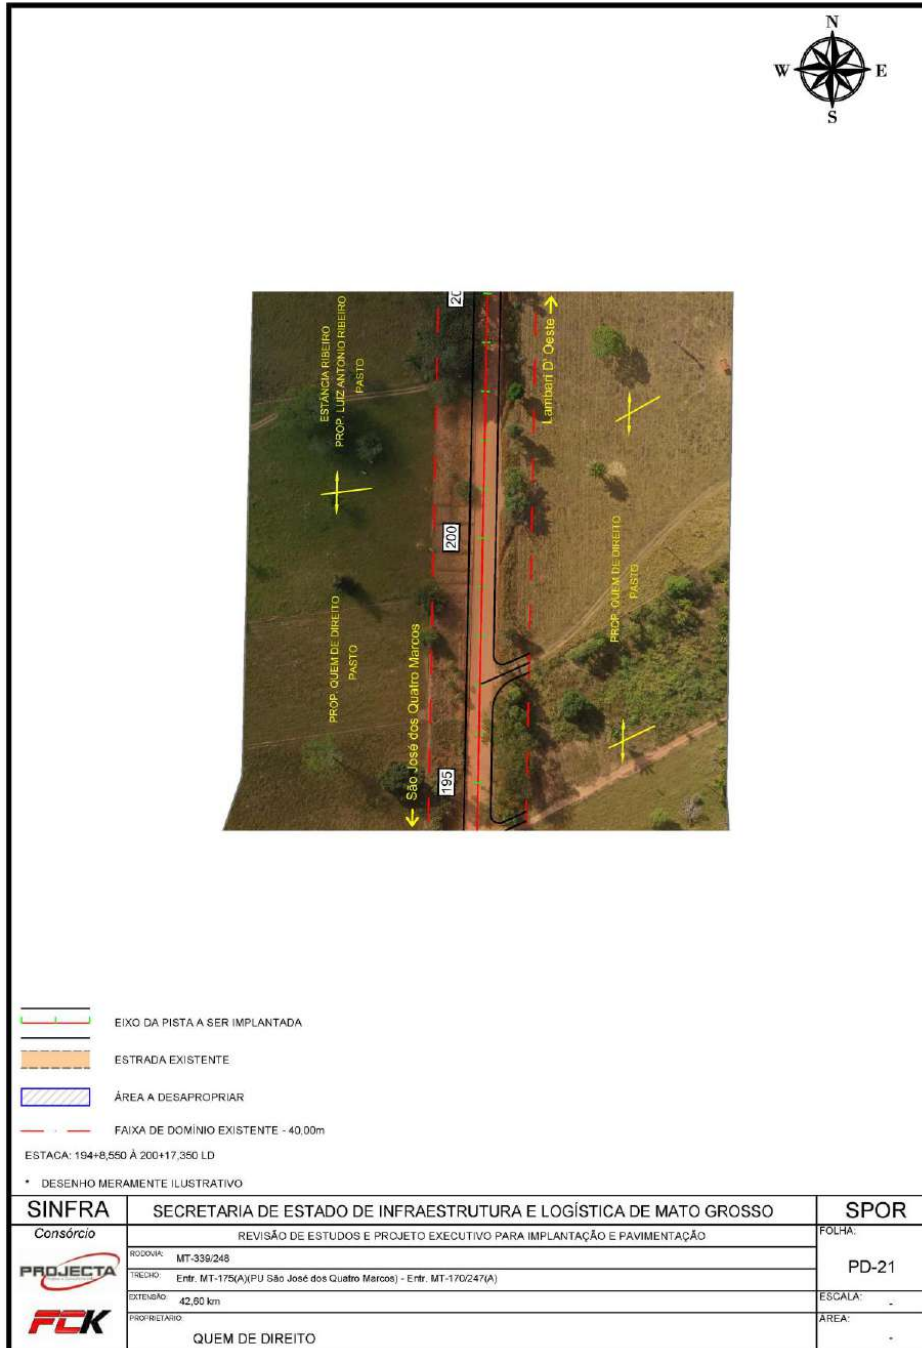 N
W E
S
ESTÂNCIA RIBEIRO
PROP. LUIZ ANTONIO RIBEIRO
PASTO
20
Lambari D' Oeste →
200
PROP. QUEM DE DIREITO
PASTO
PROP. QUEM DE DIREITO
PASTO
← São José dos Quatro Marcos
195
EIXO DA PISTA A SER IMPLANTADA
ESTRADA EXISTENTE
ÁREA A DESAPROPRIAR
FAIXA DE DOMÍNIO EXISTENTE - 40,00m
ESTACA: 194+8,550 À 200+17,350 LD
* DESENHO MERAMENTE ILUSTRATIVO
SINFRA
SECRETARIA DE ESTADO DE INFRAESTRUTURA E LOGÍSTICA DE MATO GROSSO
SPOR
Consórcio
PROJECTA
FCK
REVISÃO DE ESTUDOS E PROJETO EXECUTIVO PARA IMPLANTAÇÃO E PAVIMENTAÇÃO
RODOVIA: MT-339/248
TRECHO: Entr. MT-175(A)(PU São José dos Quatro Marcos) - Entr. MT-170/247(A)
EXTENSÃO: 42,60 km
PROPRIETÁRIO:
QUEM DE DIREITO
FOLHA:
PD-21
ESCALA: -
ÁREA:
-